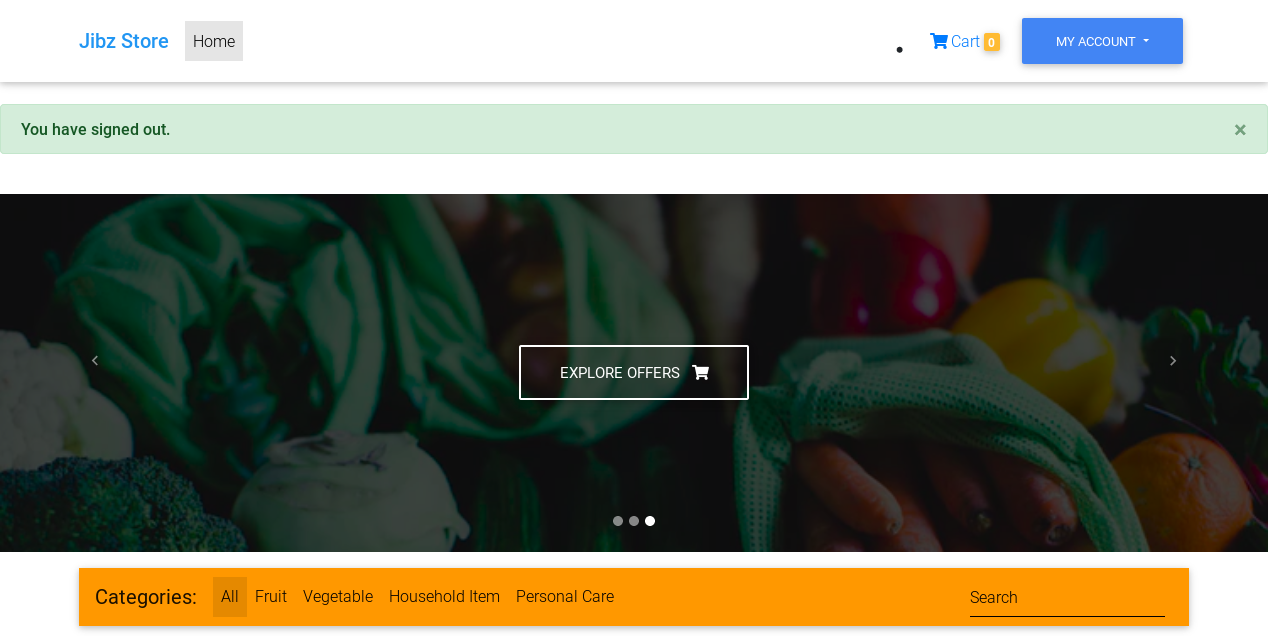 Jibz Store Home Cart 0 MY ACCOUNT
You have signed out. ×
EXPLORE OFFERS
Categories: All Fruit Vegetable Household Item Personal Care Search